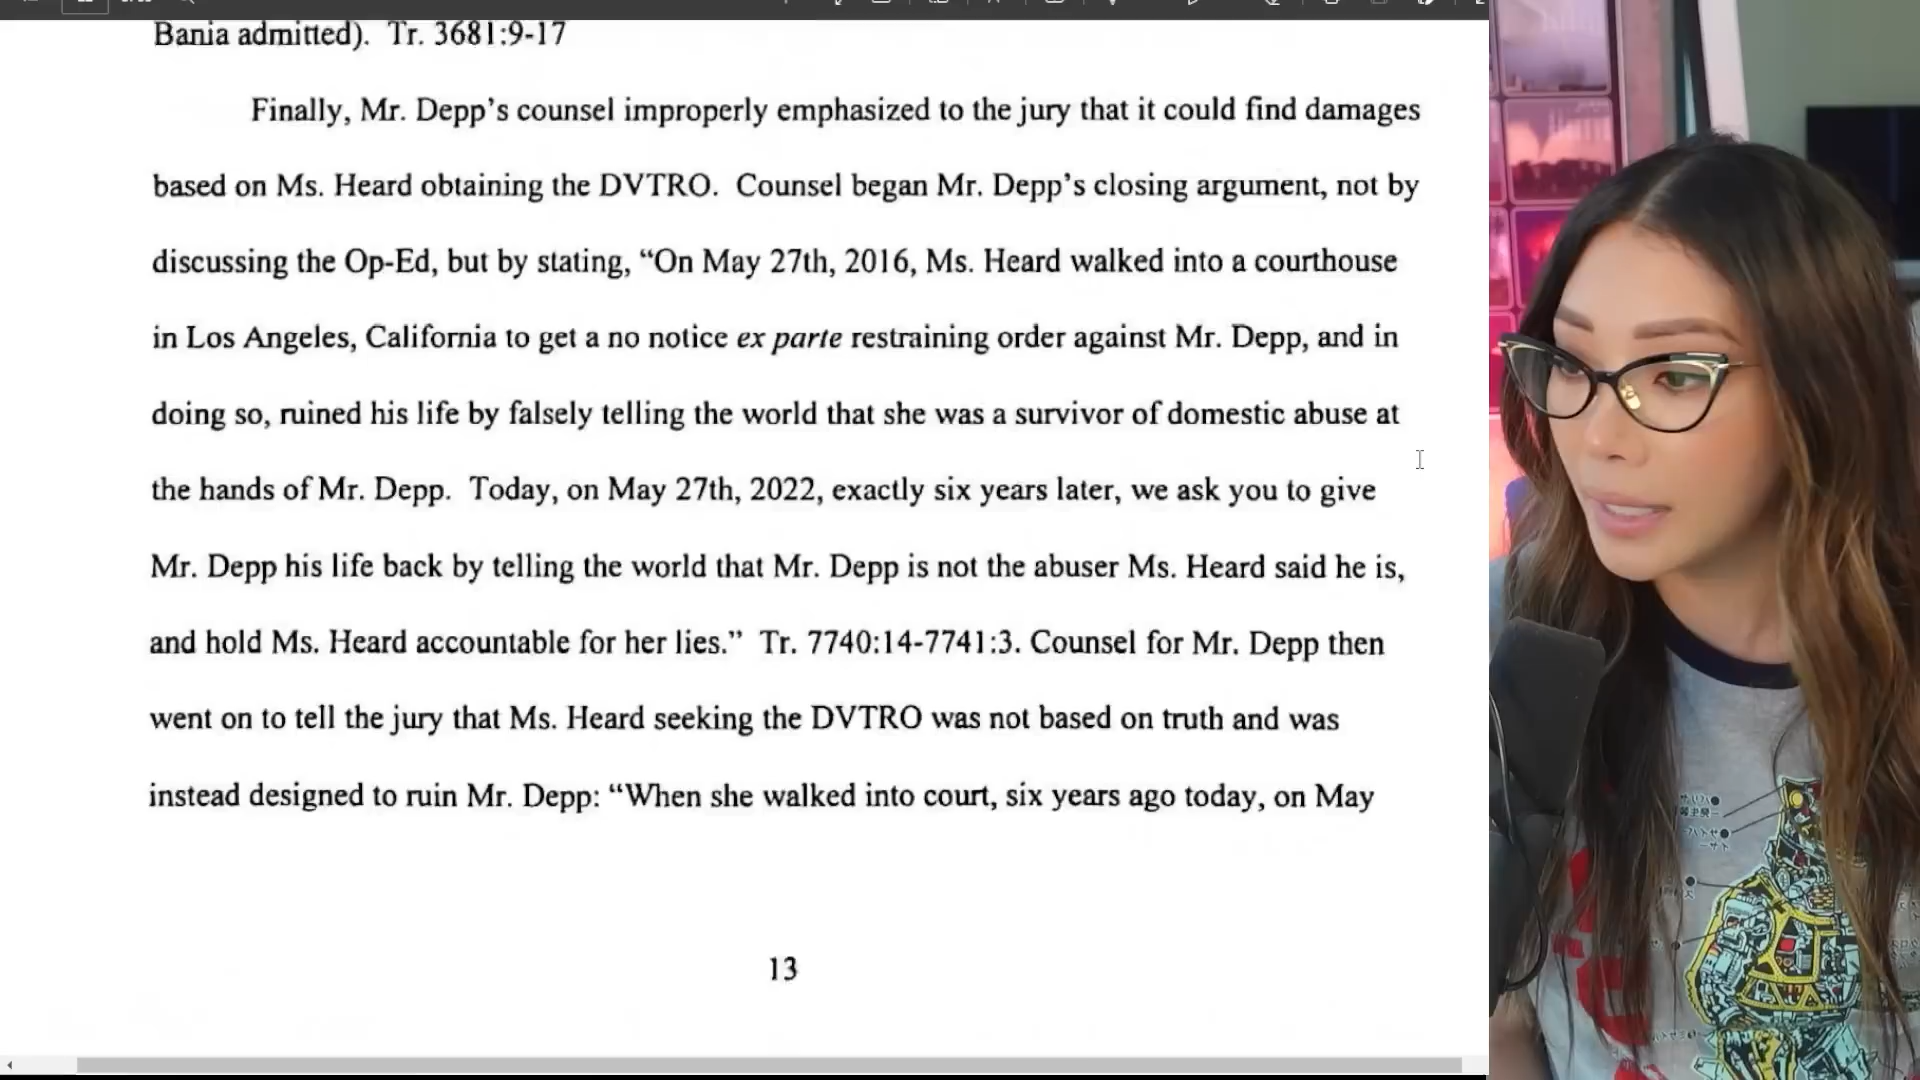 Bania admitted). Tr. 3681:9-17
Finally, Mr. Depp's counsel improperly emphasized to the jury that it could find damages
based on Ms. Heard obtaining the DVTRO. Counsel began Mr. Depp's closing argument, not by
discussing the Op-Ed, but by stating, “On May 27th, 2016, Ms. Heard walked into a courthouse
in Los Angeles, California to get a no notice ex parte restraining order against Mr. Depp, and in
doing so, ruined his life by falsely telling the world that she was a survivor of domestic abuse at
the hands of Mr. Depp. Today, on May 27th, 2022, exactly six years later, we ask you to give
Mr. Depp his life back by telling the world that Mr. Depp is not the abuser Ms. Heard said he is,
and hold Ms. Heard accountable for her lies.” Tr. 7740:14-7741:3. Counsel for Mr. Depp then
went on to tell the jury that Ms. Heard seeking the DVTRO was not based on truth and was
instead designed to ruin Mr. Depp: “When she walked into court, six years ago today, on May
13